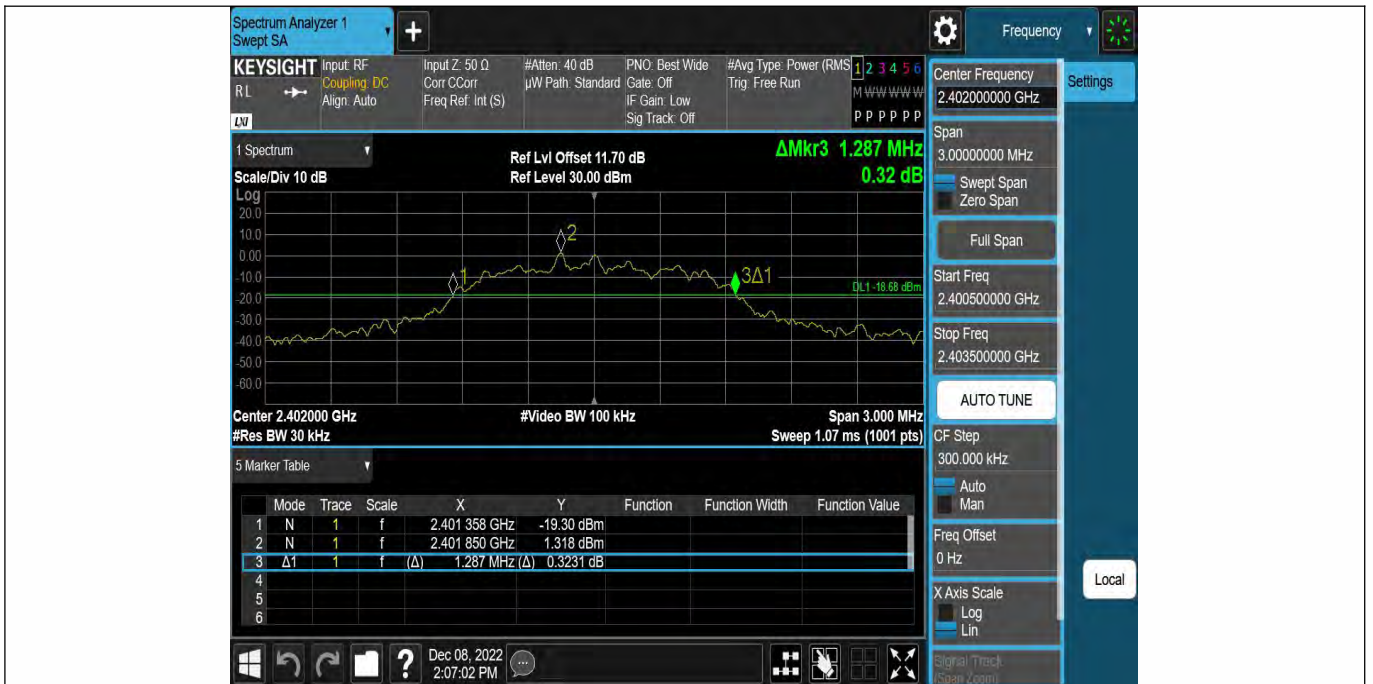 Spectrum Analyzer 1
Swept SA
Frequency
KEYSIGHT
RL
LXI
Input: RF
Coupling: DC
Align: Auto
Input Z: 50 Ω
Corr CCorr
Freq Ref: Int (S)
#Atten: 40 dB
µW Path: Standard
PNO: Best Wide
Gate: Off
IF Gain: Low
Sig Track: Off
#Avg Type: Power (RMS
Trig: Free Run
1 2 3 4 5 6
M W W W W W
P P P P P P
Center Frequency
2.402000000 GHz
Settings
Span
3.00000000 MHz
Swept Span
Zero Span
Full Span
Start Freq
2.400500000 GHz
Stop Freq
2.403500000 GHz
AUTO TUNE
CF Step
300.000 kHz
Auto
Man
Freq Offset
0 Hz
X Axis Scale
Log
Lin
Signal Track
(Span Zoom)
Local
1 Spectrum
Scale/Div 10 dB
Ref Lvl Offset 11.70 dB
Ref Level 30.00 dBm
ΔMkr3 1.287 MHz
0.32 dB
Log
20.0
10.0
0.00
-10.0
-20.0
-30.0
-40.0
-50.0
-60.0
1
2
3Δ1
DL1 -18.68 dBm
Center 2.402000 GHz
#Video BW 100 kHz
Span 3.000 MHz
#Res BW 30 kHz
Sweep 1.07 ms (1001 pts)
5 Marker Table
Mode Trace Scale X Y Function Function Width Function Value
1 N 1 f 2.401 358 GHz -19.30 dBm
2 N 1 f 2.401 850 GHz 1.318 dBm
3 Δ1 1 f (Δ) 1.287 MHz (Δ) 0.3231 dB
4
5
6
?
Dec 08, 2022
2:07:02 PM